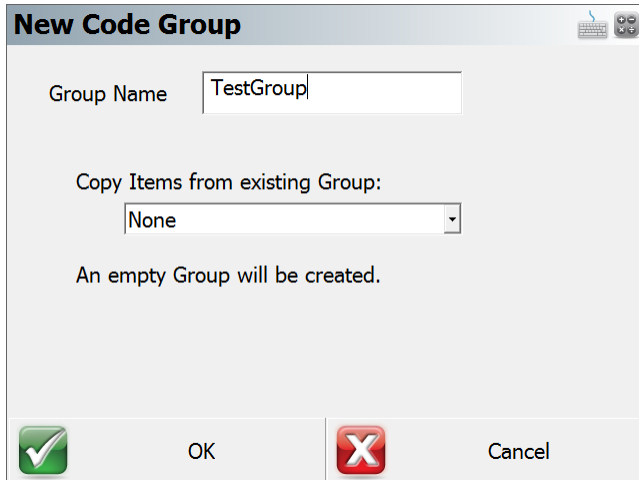 New Code Group
Group Name TestGroup
Copy Items from existing Group:
None
An empty Group will be created.
OK Cancel